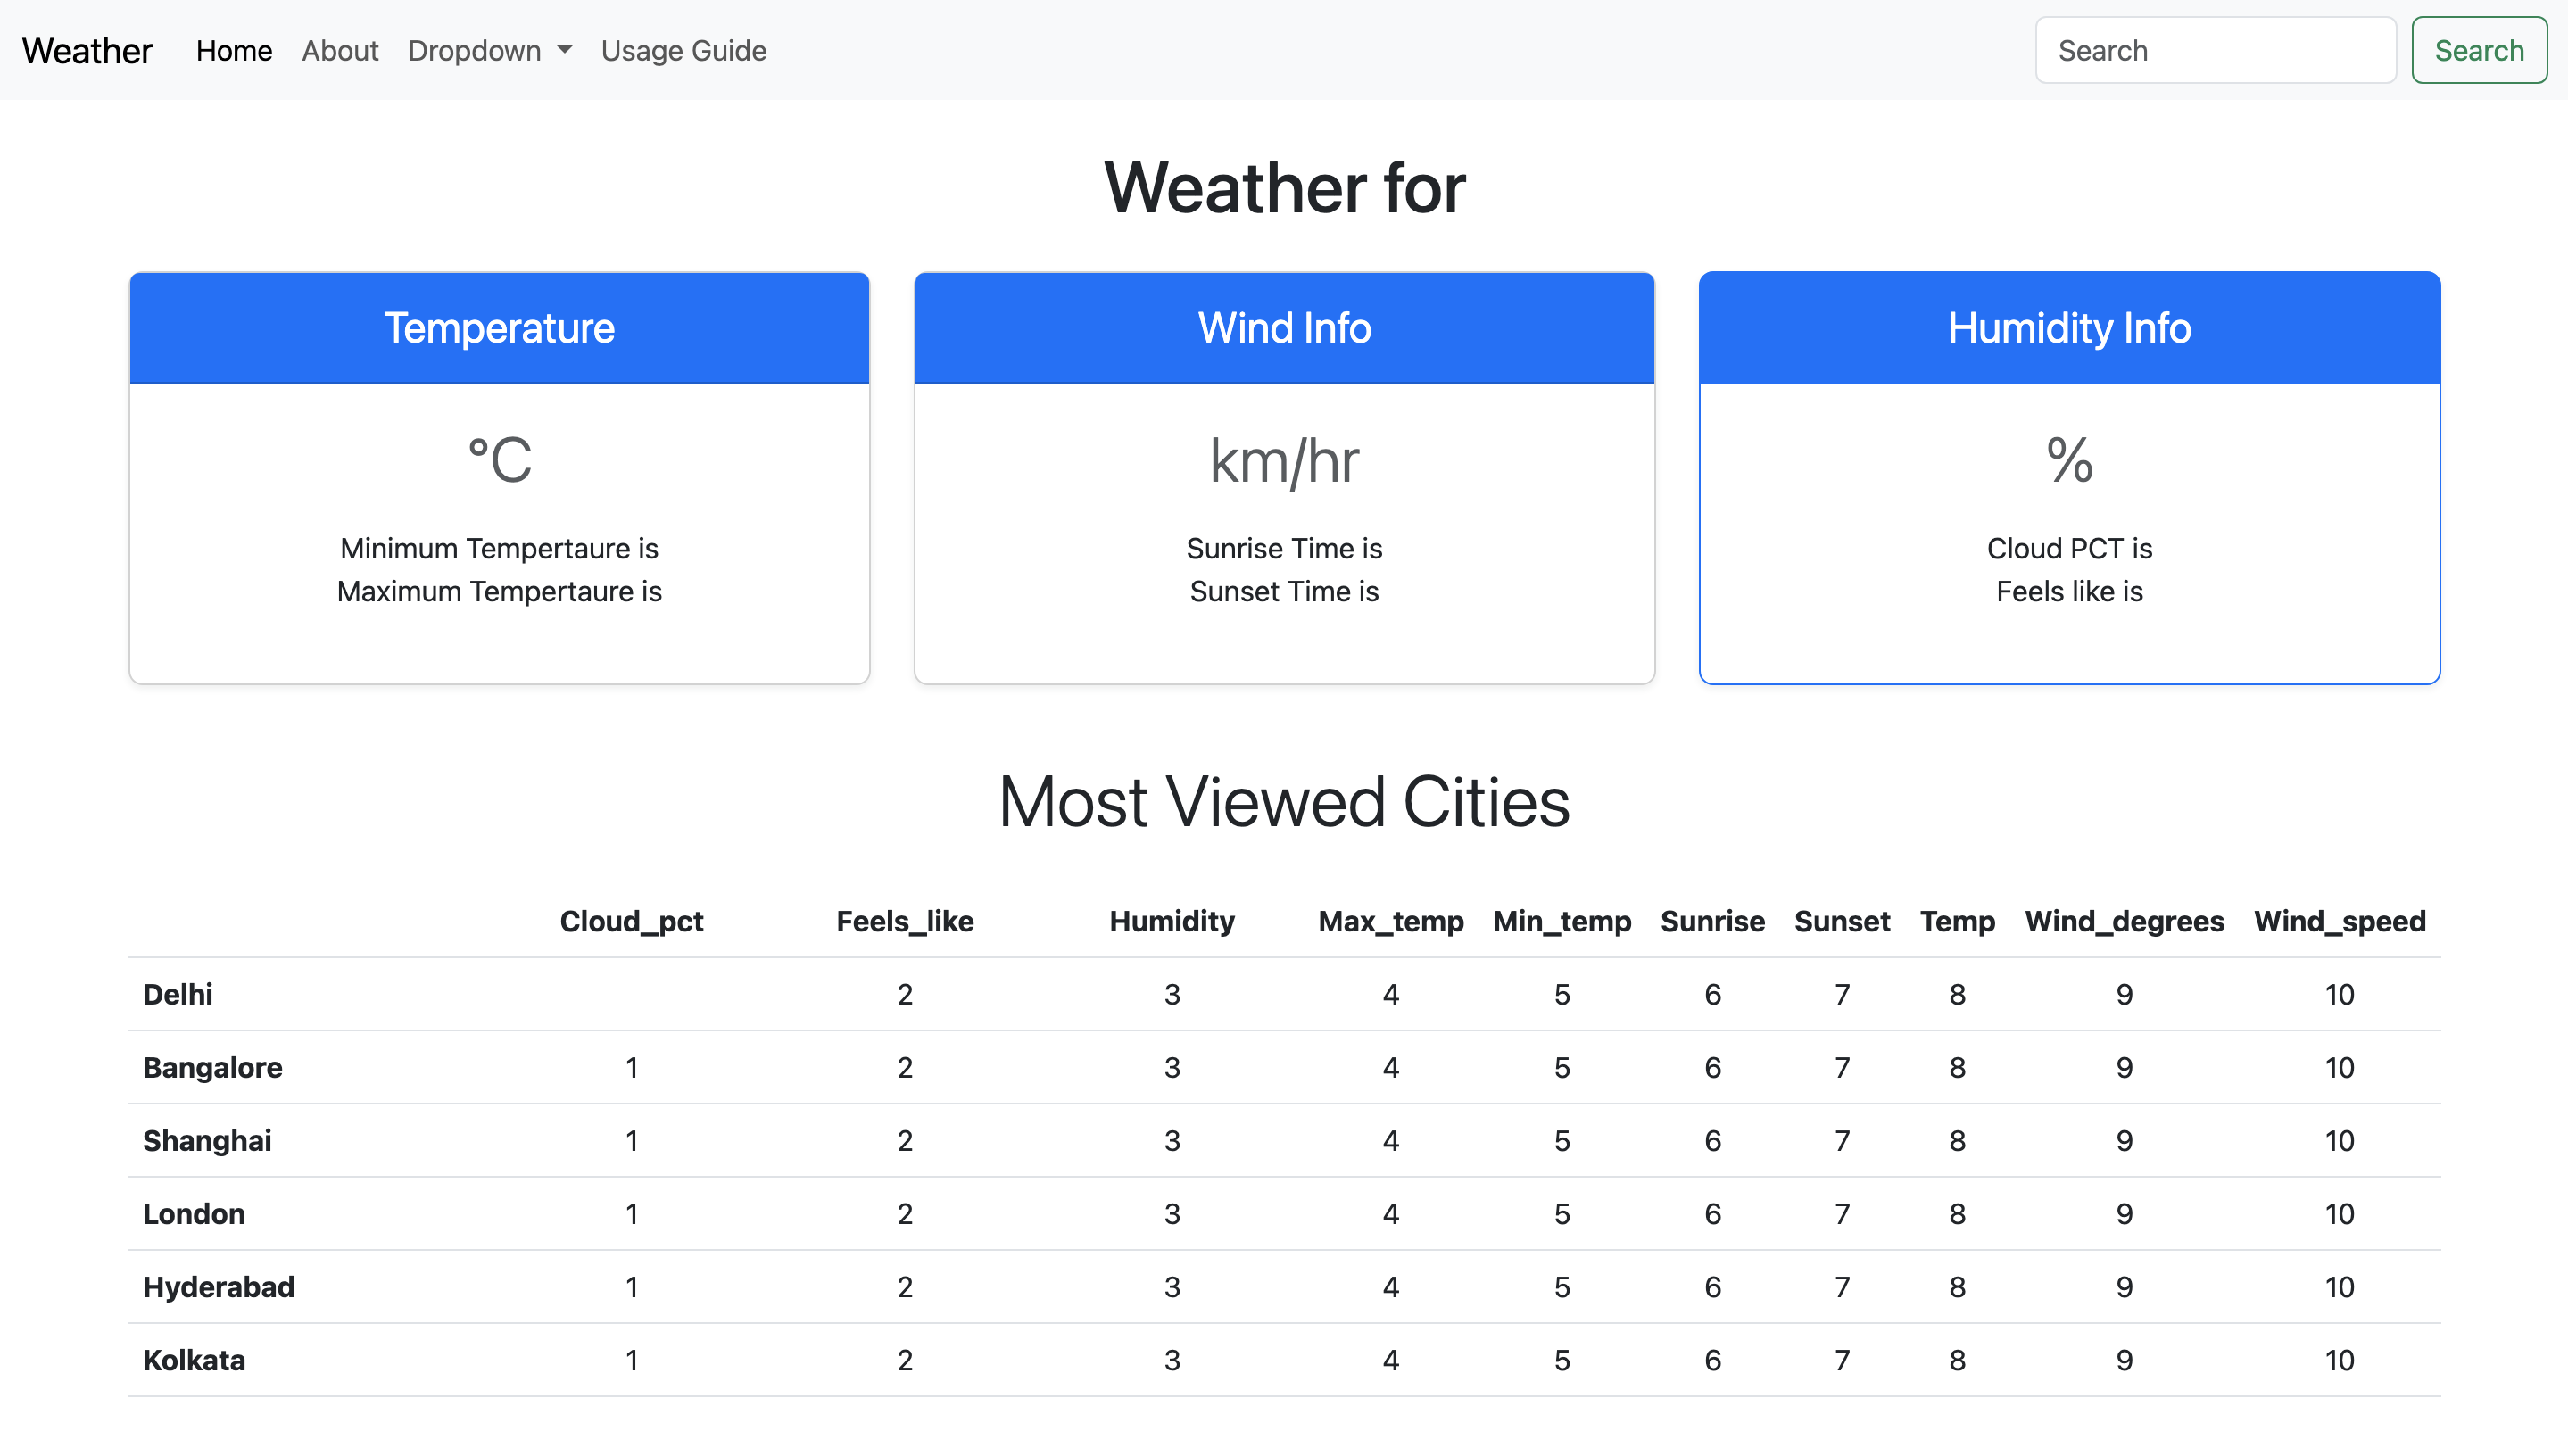 Weather Home About Dropdown Usage Guide Search Search
Weather for
Temperature
°C
Minimum Tempertaure is
Maximum Tempertaure is
Wind Info
km/hr
Sunrise Time is
Sunset Time is
Humidity Info
%
Cloud PCT is
Feels like is
Most Viewed Cities
Cloud_pct Feels_like Humidity Max_temp Min_temp Sunrise Sunset Temp Wind_degrees Wind_speed
Delhi 2 3 4 5 6 7 8 9 10
Bangalore 1 2 3 4 5 6 7 8 9 10
Shanghai 1 2 3 4 5 6 7 8 9 10
London 1 2 3 4 5 6 7 8 9 10
Hyderabad 1 2 3 4 5 6 7 8 9 10
Kolkata 1 2 3 4 5 6 7 8 9 10